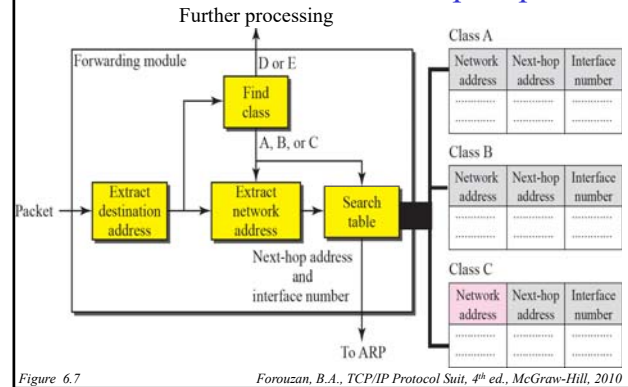 Further processing
Forwarding module
D or E
Find
class
A, B, or C
Packet
Extract
destination
address
Extract
network
address
Search
table
Next-hop address
and
interface number
To ARP
Class A
Network
address
Next-hop
address
Interface
number
Class B
Network
address
Next-hop
address
Interface
number
Class C
Network
address
Next-hop
address
Interface
number
Figure 6.7
Forouzan, B.A., TCP/IP Protocol Suit, 4th ed., McGraw-Hill, 2010